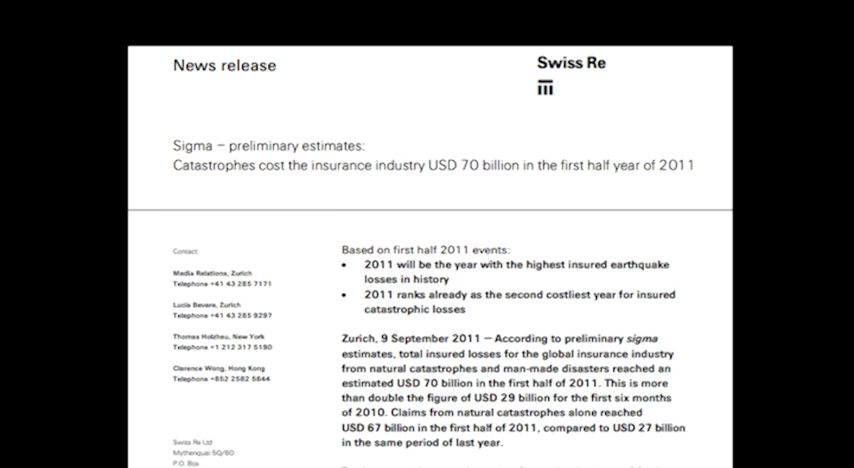 News release
Swiss Re
Sigma – preliminary estimates:
Catastrophes cost the insurance industry USD 70 billion in the first half year of 2011
Contact:
Media Relations, Zurich
Telephone +41 43 285 7171
Lucia Bevere, Zurich
Telephone +41 43 285 9297
Thomas Holzheu, New York
Telephone +1 212 317 5190
Clarence Wong, Hong Kong
Telephone +852 2582 5644
Swiss Re Ltd
Mythenquai 50/60
P.O. Box
Based on first half 2011 events:
• 2011 will be the year with the highest insured earthquake
losses in history
• 2011 ranks already as the second costliest year for insured
catastrophic losses
Zurich, 9 September 2011 – According to preliminary sigma
estimates, total insured losses for the global insurance industry
from natural catastrophes and man-made disasters reached an
estimated USD 70 billion in the first half of 2011. This is more
than double the figure of USD 29 billion for the first six months
of 2010. Claims from natural catastrophes alone reached
USD 67 billion in the first half of 2011, compared to USD 27 billion
in the same period of last year.